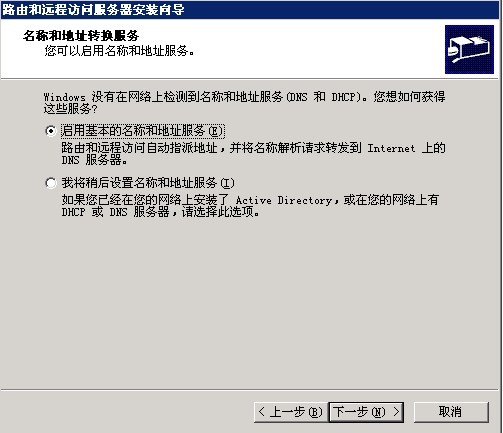 路由和远程访问服务器安装向导
名称和地址转换服务
您可以启用名称和地址服务。
Windows 没有在网络上检测到名称和地址服务(DNS 和 DHCP)。您想如何获得
这些服务?
启用基本的名称和地址服务(E)
路由和远程访问自动指派地址,并将名称解析请求转发到 Internet 上的
DNS 服务器。
我将稍后设置名称和地址服务(I)
如果您已经在您的网络上安装了 Active Directory,或在您的网络上有
DHCP 或 DNS 服务器,请选择此选项。
< 上一步(B) 下一步(N) > 取消